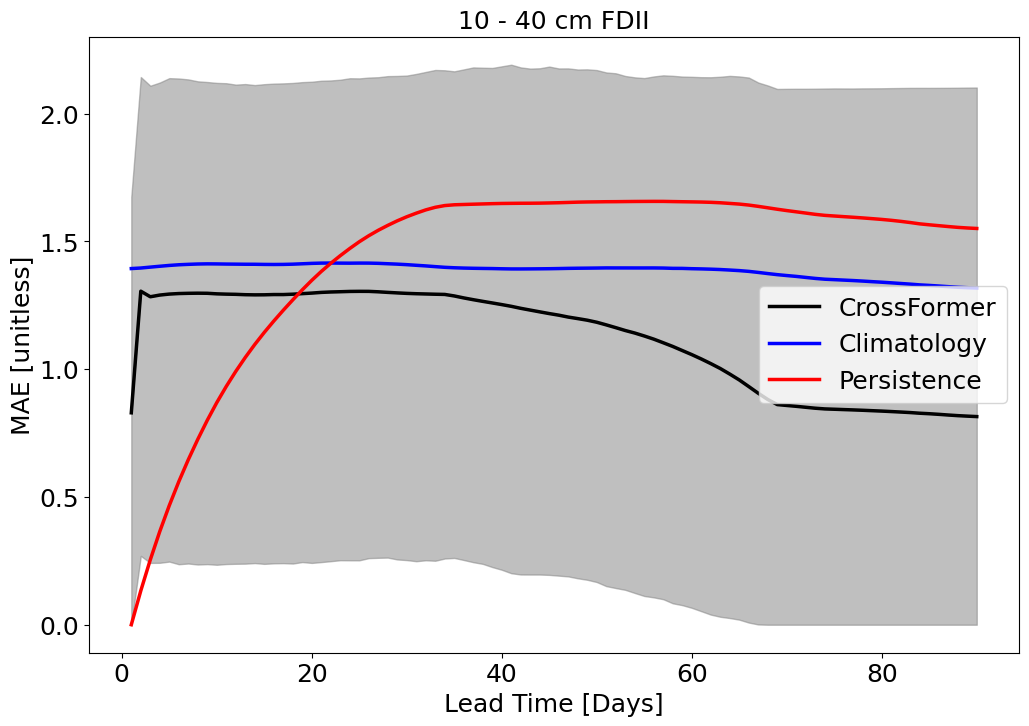 10 - 40 cm FDII
MAE [unitless]
2.0
1.5
1.0
0.5
0.0
CrossFormer
Climatology
Persistence
0 20 40 60 80
Lead Time [Days]